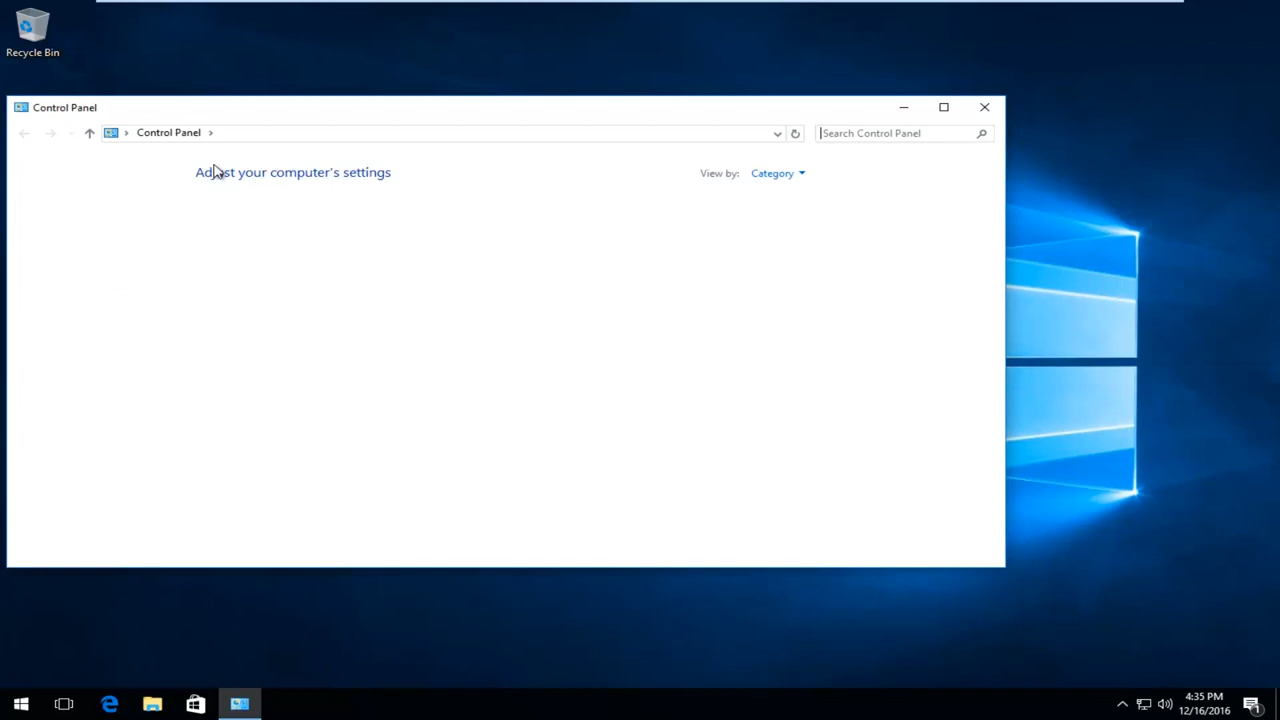 Recycle Bin
Control Panel
Control Panel
Search Control Panel
Adjust your computer's settings
View by: Category
4:35 PM
12/16/2016
1